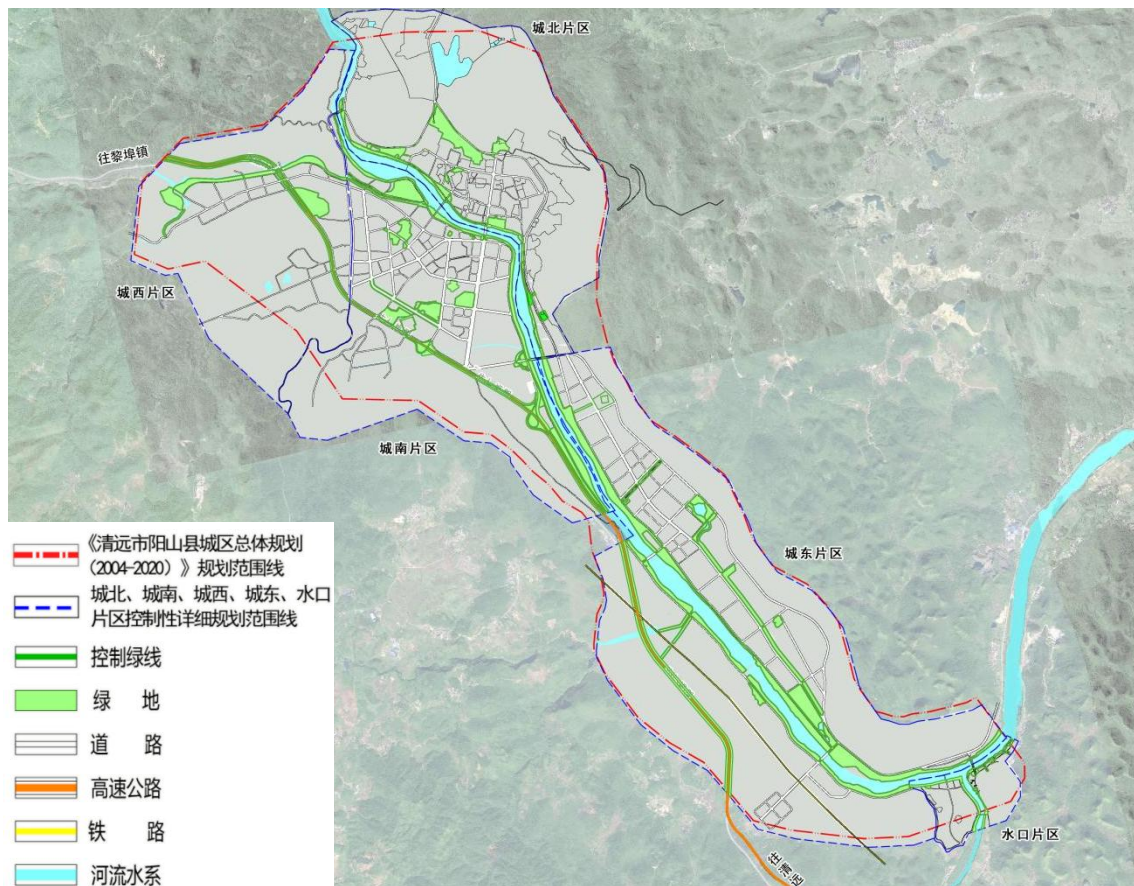 城北片区
往黎埠镇
城西片区
城南片区
城东片区
水口片区
往清远
《清远市阳山县城区总体规划
（2004-2020）》规划范围线
城北、城南、城西、城东、水口
片区控制性详细规划范围线
控制绿线
绿 地
道 路
高速公路
铁 路
河流水系